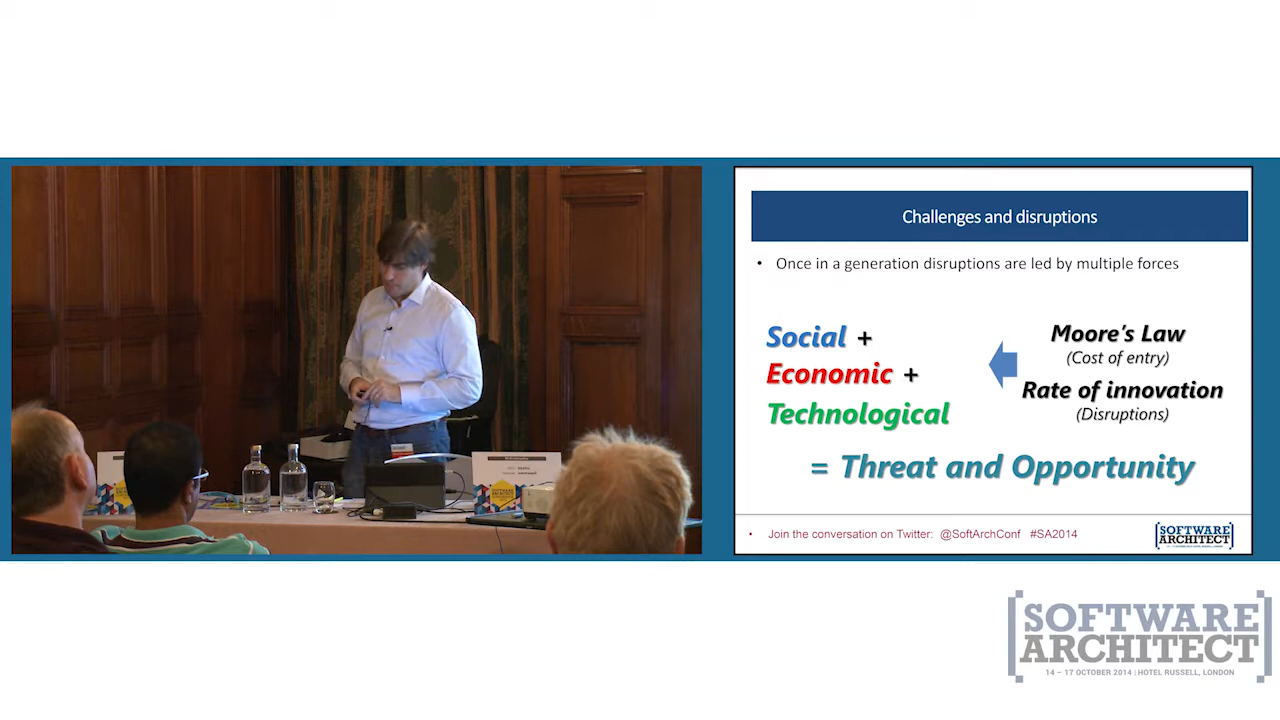 Challenges and disruptions
• Once in a generation disruptions are led by multiple forces
Social +
Economic +
Technological
Moore's Law
(Cost of entry)
Rate of innovation
(Disruptions)
= Threat and Opportunity
• Join the conversation on Twitter: @SoftArchConf #SA2014
[SOFTWARE
ARCHITECT]
[SOFTWARE
ARCHITECT]
14 – 17 OCTOBER 2014 | HOTEL RUSSELL, LONDON